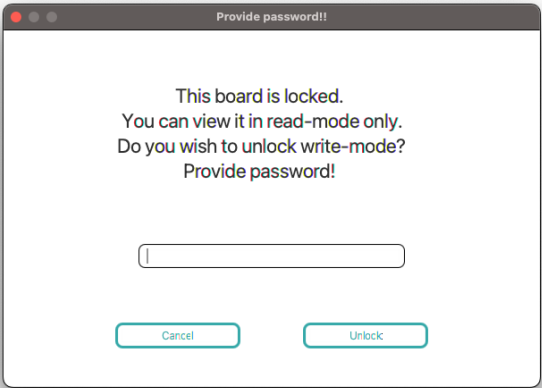 Provide password!!
This board is locked.
You can view it in read-mode only.
Do you wish to unlock write-mode?
Provide password!
Cancel
Unlock